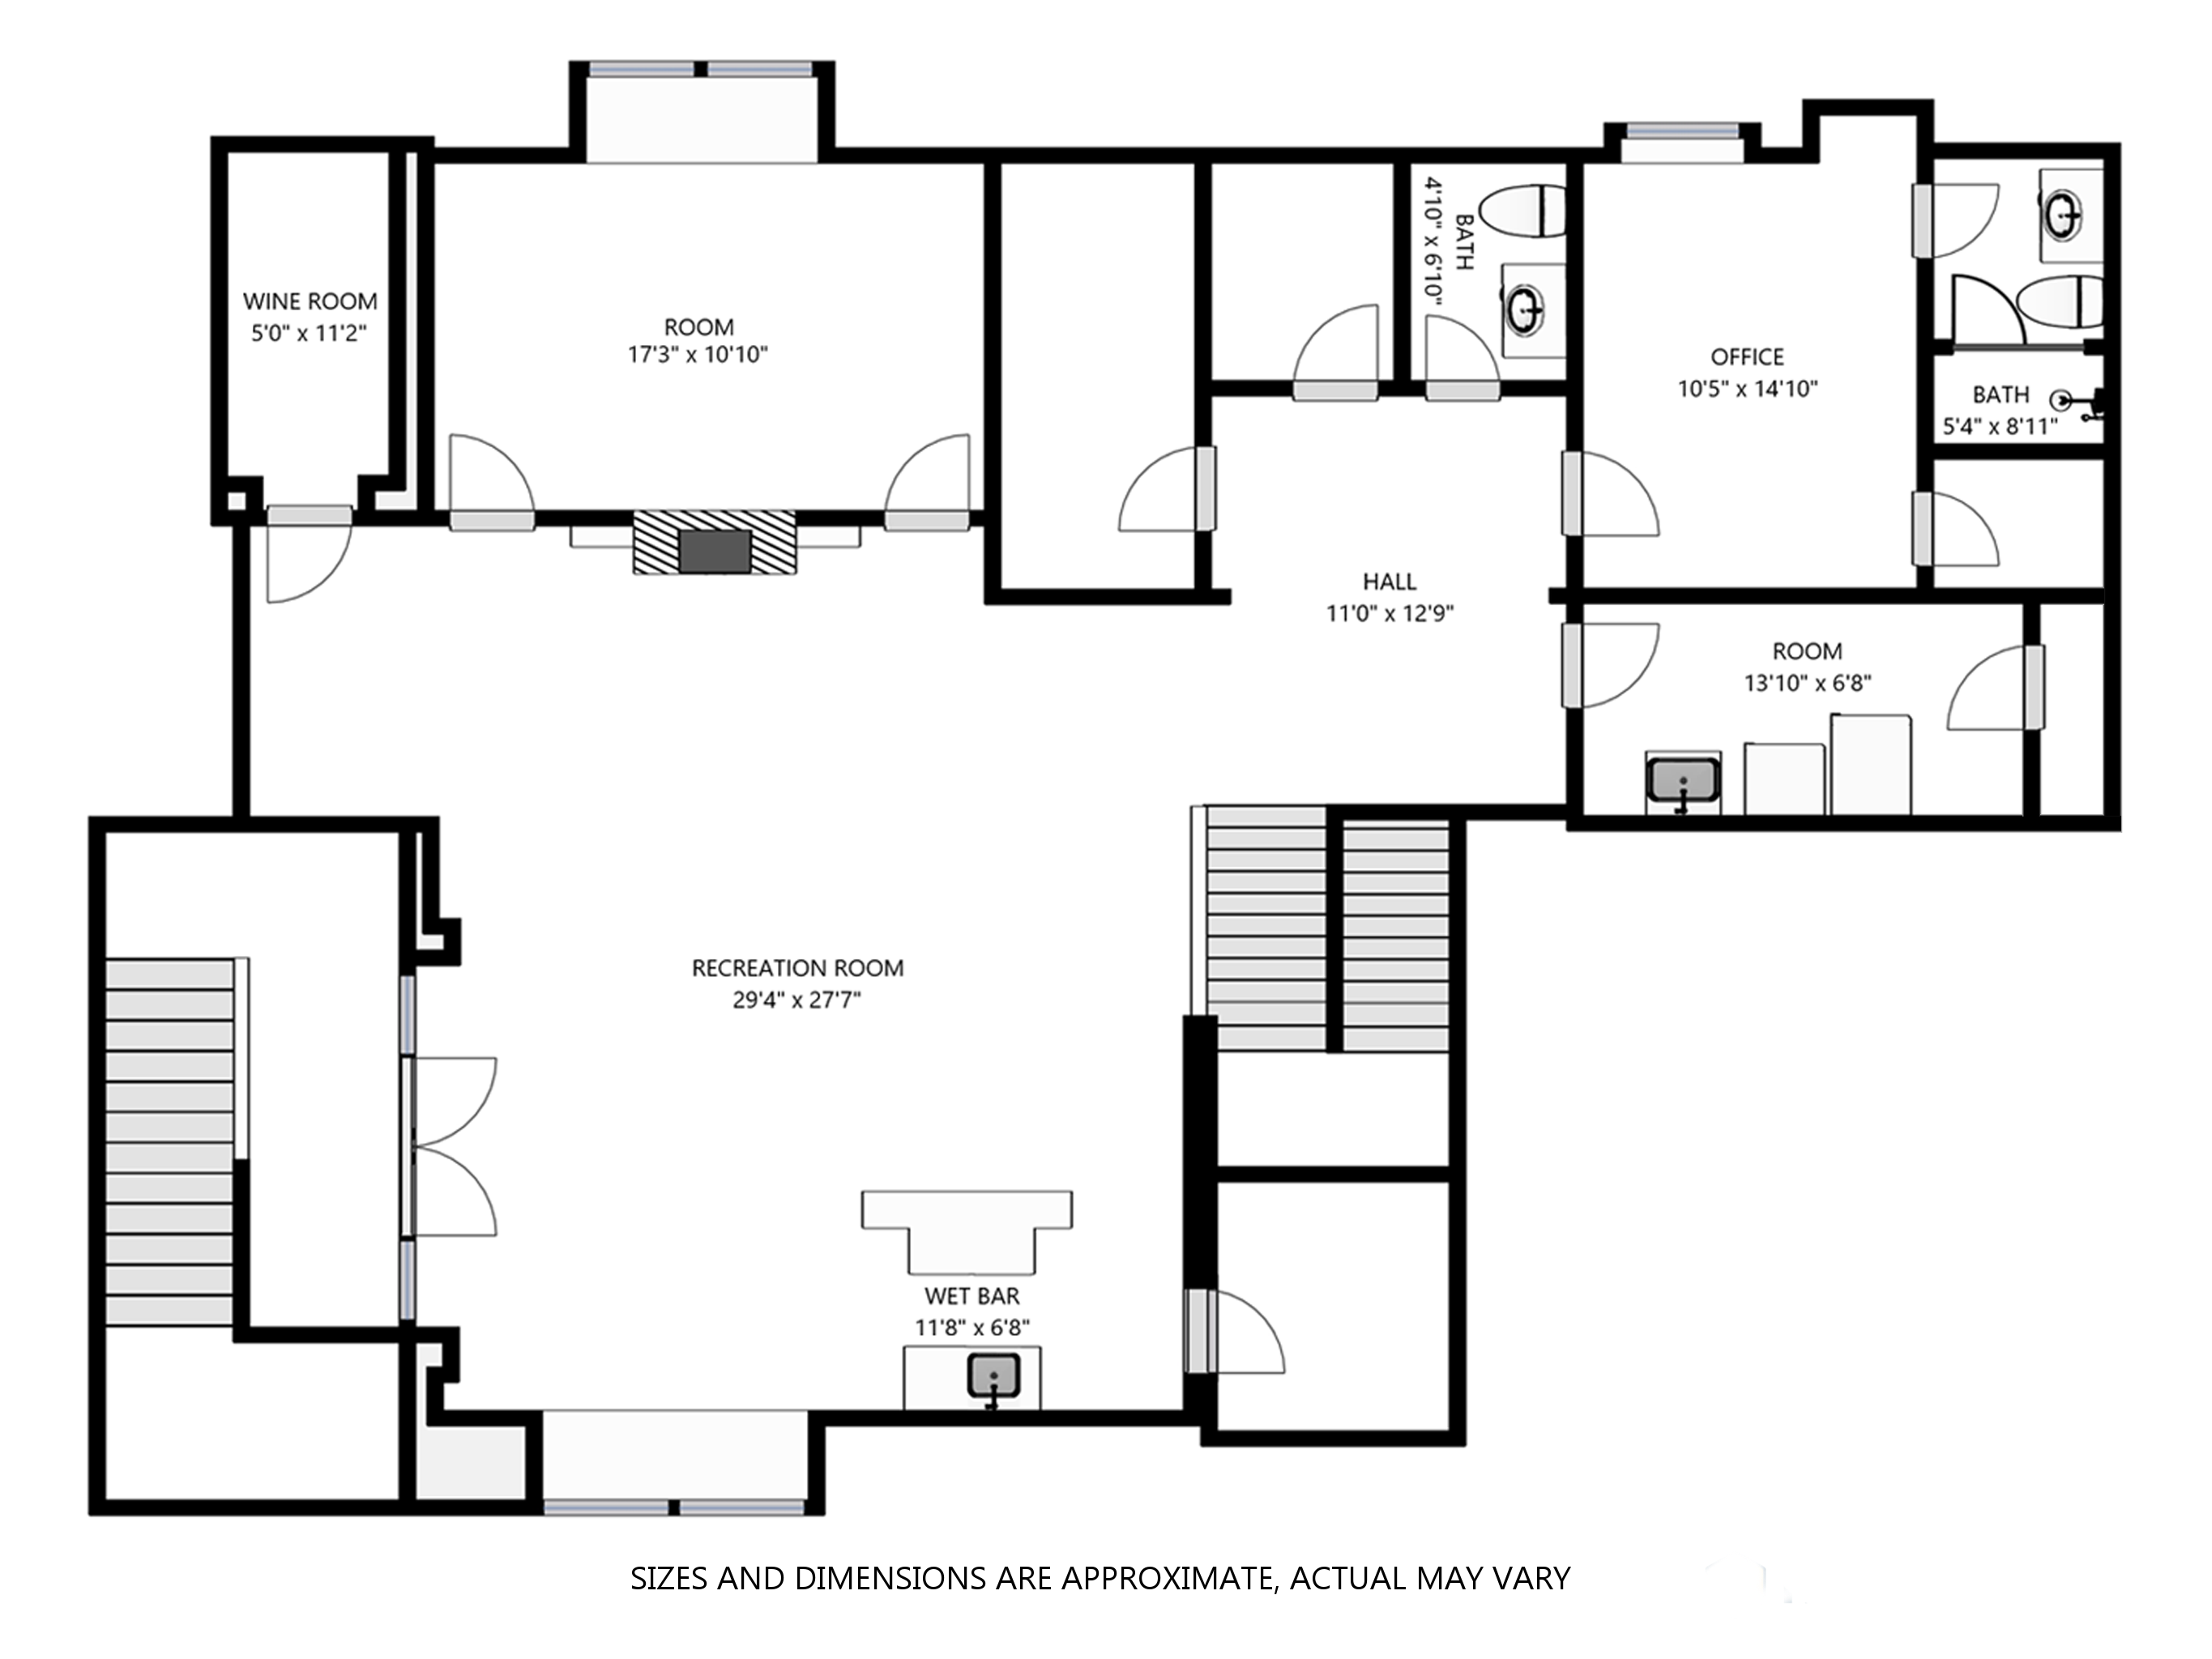 WINE ROOM
5'0" x 11'2"
ROOM
17'3" x 10'10"
BATH
4'10" x 6'10"
OFFICE
10'5" x 14'10"
BATH
5'4" x 8'11"
HALL
11'0" x 12'9"
ROOM
13'10" x 6'8"
RECREATION ROOM
29'4" x 27'7"
WET BAR
11'8" x 6'8"
SIZES AND DIMENSIONS ARE APPROXIMATE, ACTUAL MAY VARY